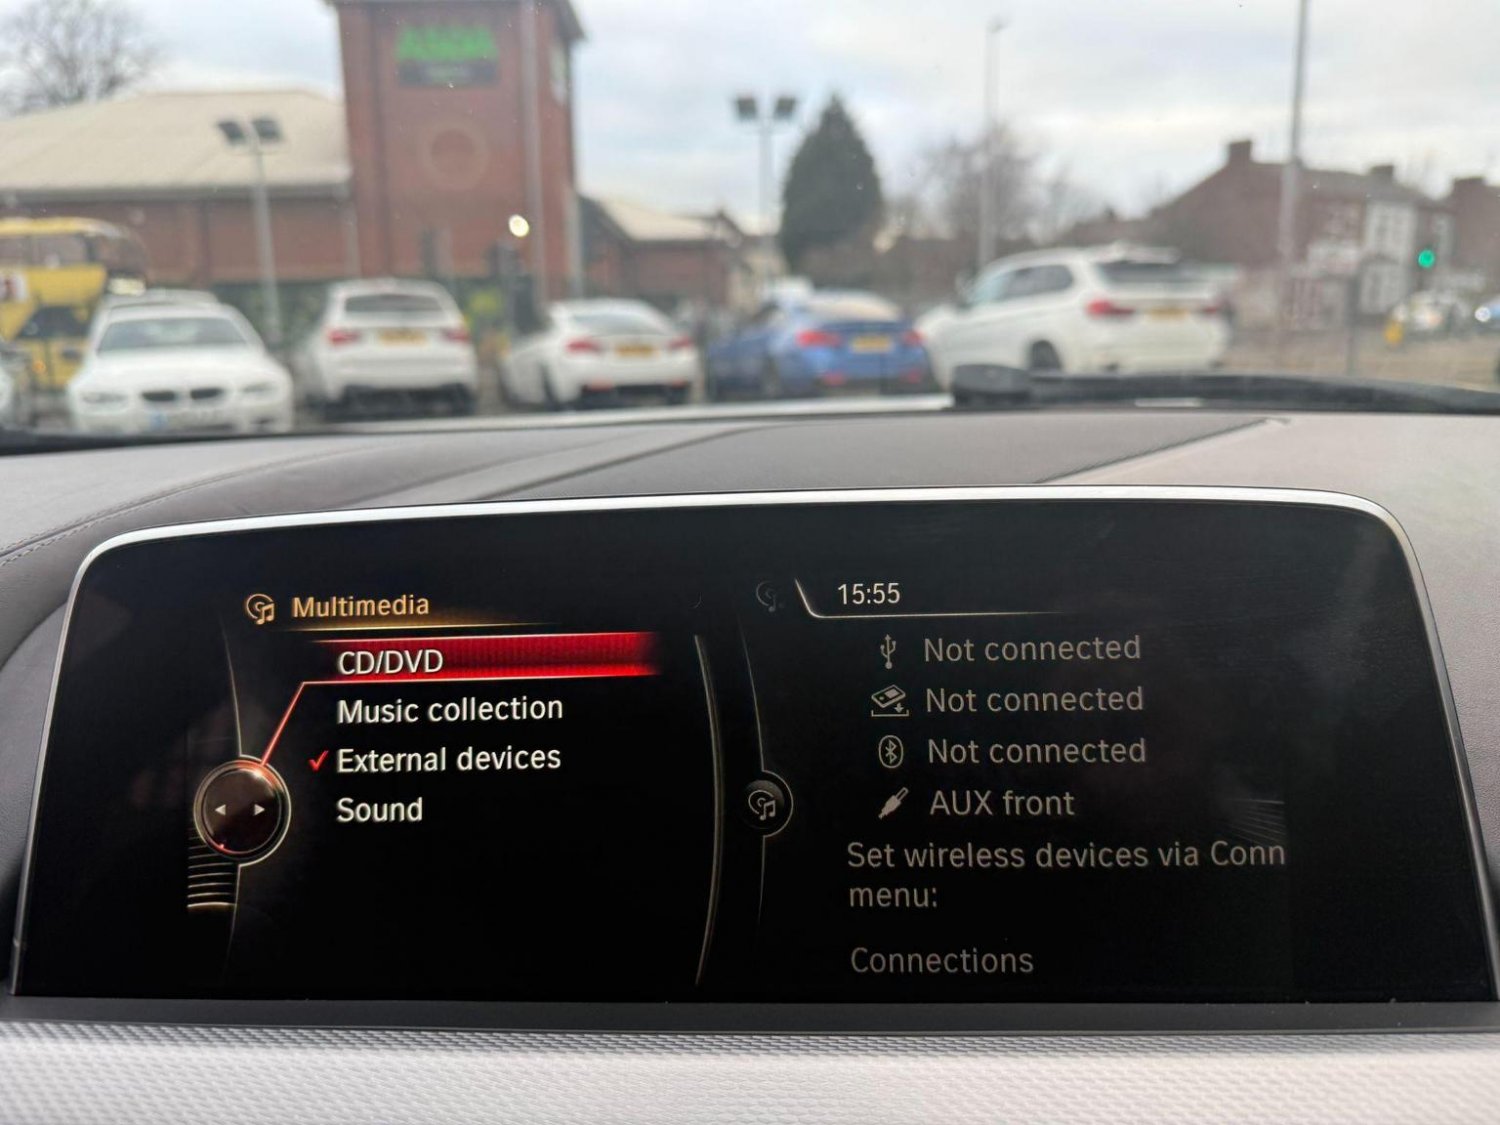 ASDA
Multimedia
CD/DVD
Music collection
External devices
Sound
15:55
Not connected
Not connected
Not connected
AUX front
Set wireless devices via Conn
menu:
Connections